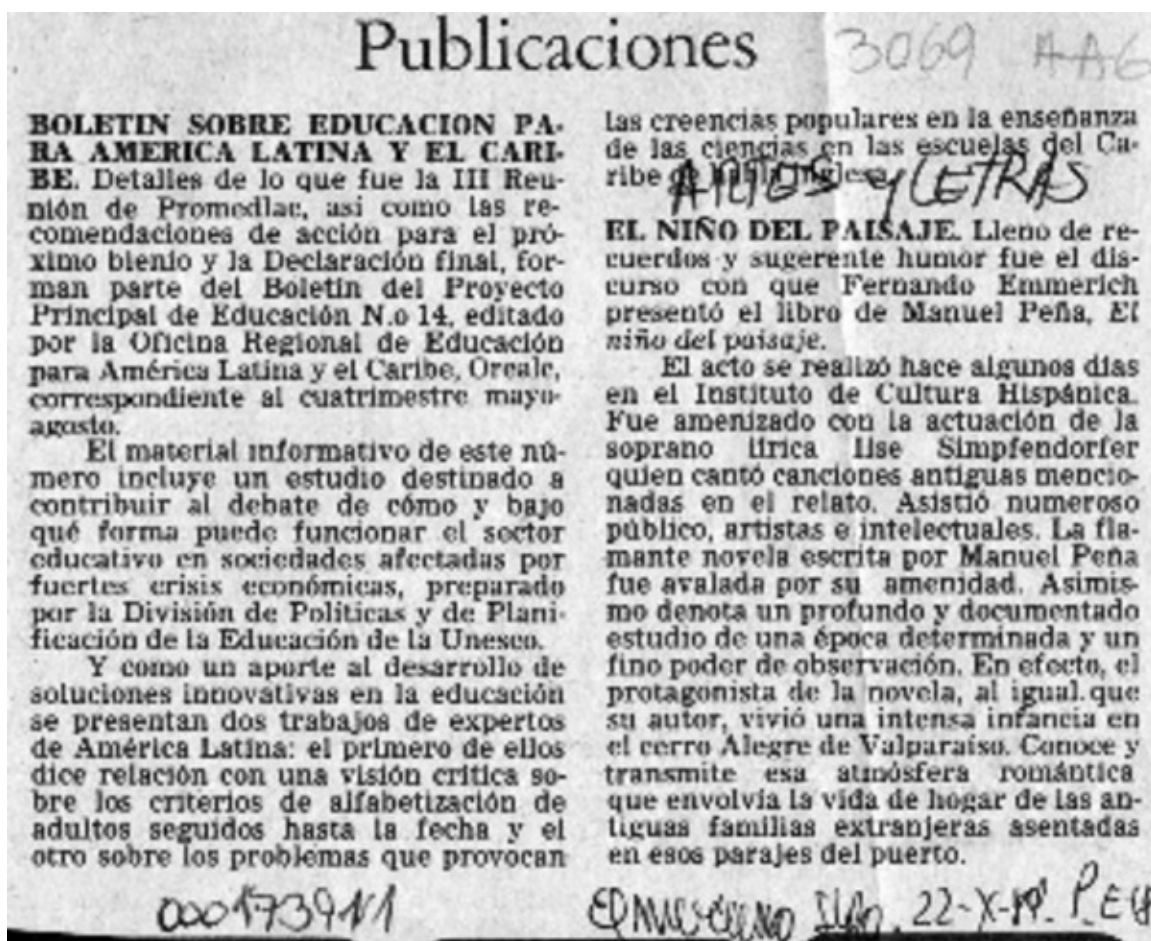 Publicaciones
3069 AAG
BOLETIN SOBRE EDUCACION PA-
RA AMERICA LATINA Y EL CARI-
BE. Detalles de lo que fue la III Reu-
nión de Promedlac, así como las re-
comendaciones de acción para el pró-
ximo bienio y la Declaración final, for-
man parte del Boletín del Proyecto
Principal de Educación N.o 14, editado
por la Oficina Regional de Educación
para América Latina y el Caribe, Orealc,
correspondiente al cuatrimestre mayo-
agosto.
El material informativo de este nú-
mero incluye un estudio destinado a
contribuir al debate de cómo y bajo
qué forma puede funcionar el sector
educativo en sociedades afectadas por
fuertes crisis económicas, preparado
por la División de Políticas y de Plani-
ficación de la Educación de la Unesco.
Y como un aporte al desarrollo de
soluciones innovativas en la educación
se presentan dos trabajos de expertos
de América Latina: el primero de ellos
dice relación con una visión crítica so-
bre los criterios de alfabetización de
adultos seguidos hasta la fecha y el
otro sobre los problemas que provocan
las creencias populares en la enseñanza
de las ciencias en las escuelas del Ca-
ribe de habla inglesa.
ARTES y LETRAS
EL NIÑO DEL PAISAJE. Lleno de re-
cuerdos y sugerente humor fue el dis-
curso con que Fernando Emmerich
presentó el libro de Manuel Peña, El
niño del paisaje.
El acto se realizó hace algunos días
en el Instituto de Cultura Hispánica.
Fue amenizado con la actuación de la
soprano lírica Ilse Simpfendorfer
quien cantó canciones antiguas mencio-
nadas en el relato. Asistió numeroso
público, artistas e intelectuales. La fla-
mante novela escrita por Manuel Peña
fue avalada por su amenidad. Asimis-
mo denota un profundo y documentado
estudio de una época determinada y un
fino poder de observación. En efecto, el
protagonista de la novela, al igual que
su autor, vivió una intensa infancia en
el cerro Alegre de Valparaíso. Conoce y
transmite esa atmósfera romántica
que envolvía la vida de hogar de las an-
tiguas familias extranjeras asentadas
en esos parajes del puerto.
000173911
22-X-